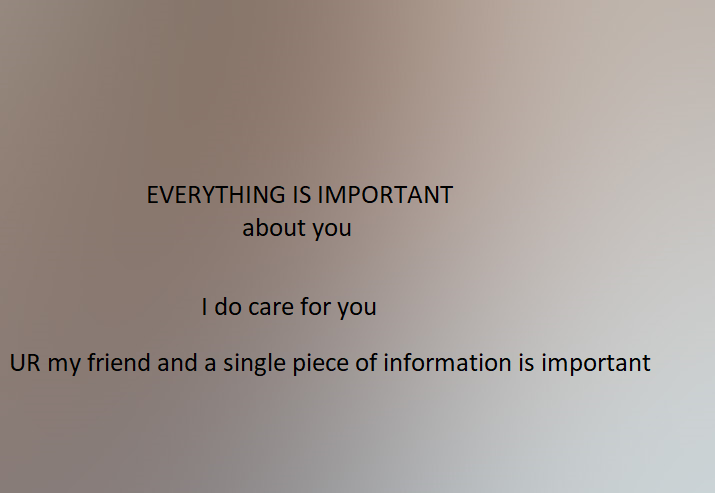 EVERYTHING IS IMPORTANT
about you
I do care for you
UR my friend and a single piece of information is important